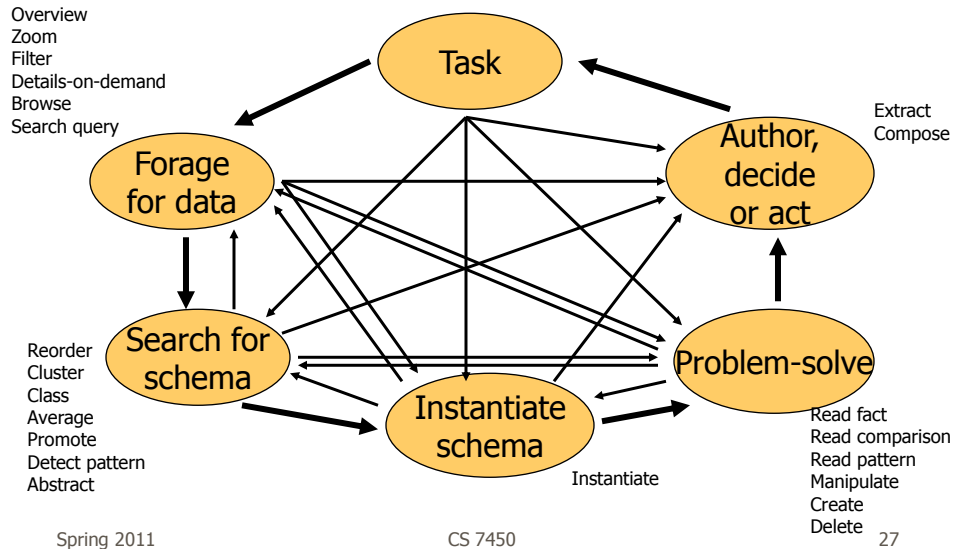 Overview
Zoom
Filter
Details-on-demand
Browse
Search query
Task
Extract
Compose
Author,
decide
or act
Forage
for data
Search for
schema
Reorder
Cluster
Class
Average
Promote
Detect pattern
Abstract
Instantiate
schema
Instantiate
Problem-solve
Read fact
Read comparison
Read pattern
Manipulate
Create
Delete
Spring 2011
CS 7450
27